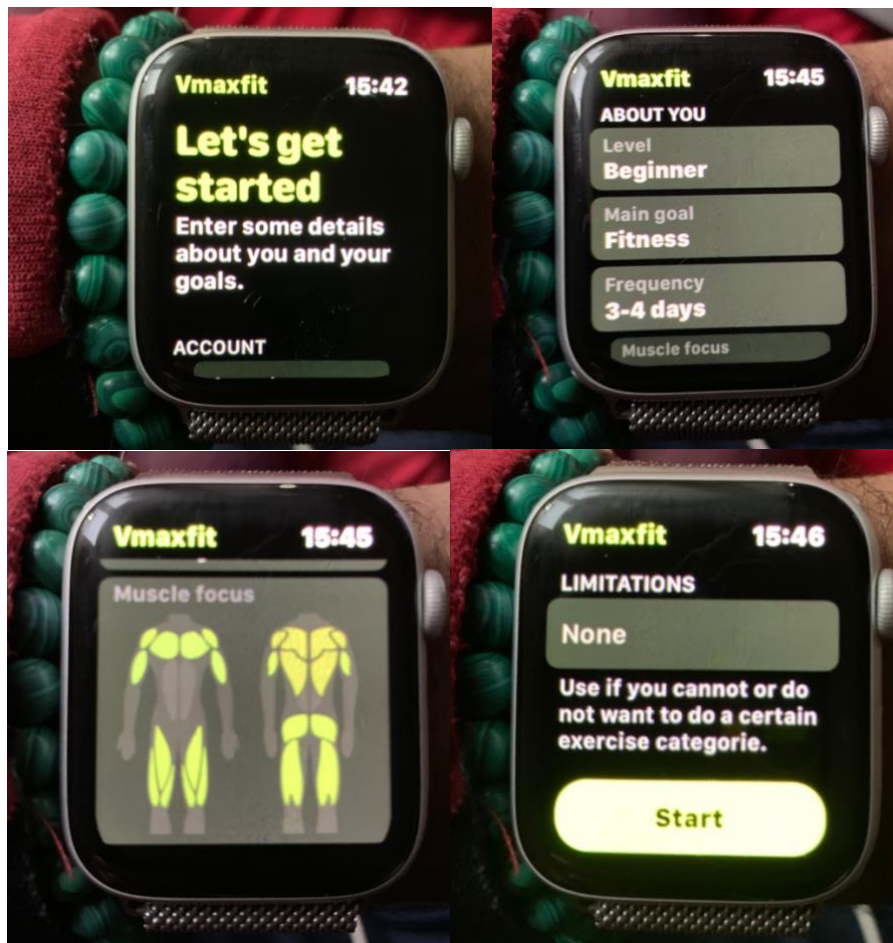 Vmaxfit 15:42
Let's get
started
Enter some details
about you and your
goals.
ACCOUNT
Vmaxfit 15:45
ABOUT YOU
Level
Beginner
Main goal
Fitness
Frequency
3-4 days
Muscle focus
Vmaxfit 15:45
Muscle focus
Vmaxfit 15:46
LIMITATIONS
None
Use if you cannot or do
not want to do a certain
exercise categorie.
Start